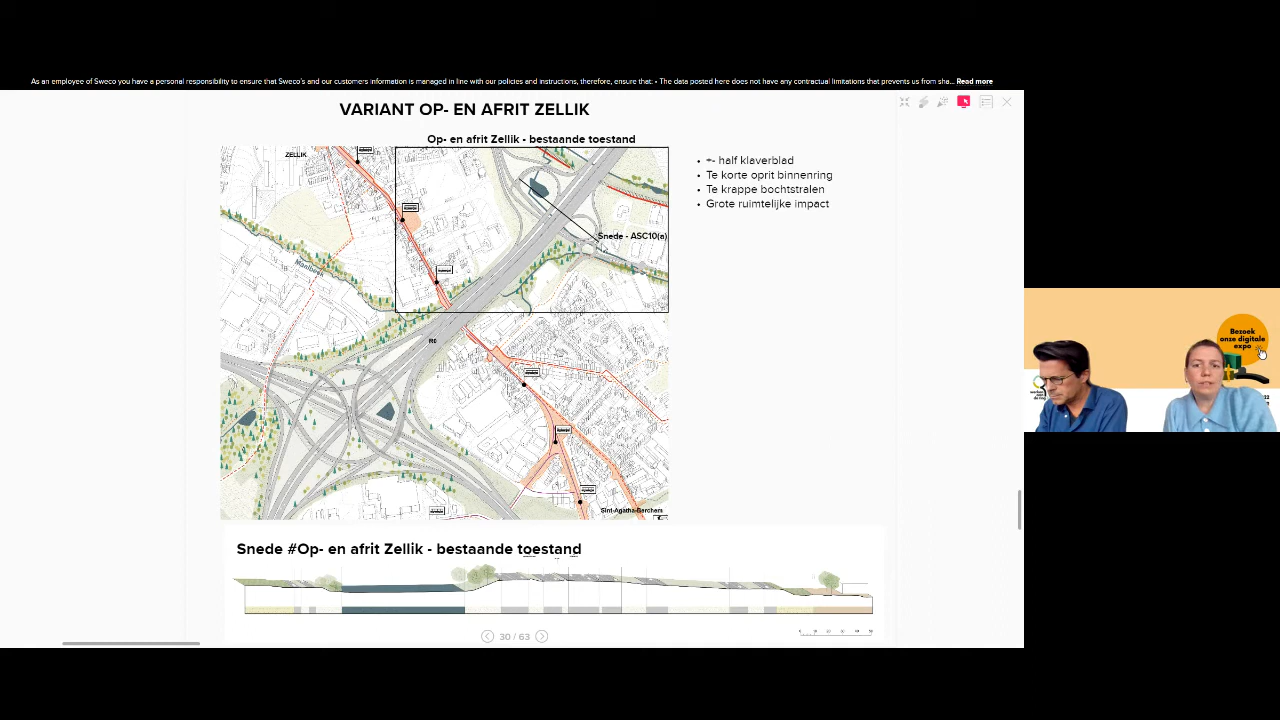 As an employee of Sweco you have a personal responsibility to ensure that Sweco's and our customers information is managed in line with our policies and instructions, therefore, ensure that: • The data posted here does not have any contractual limitations that prevents us from sha... Read more
VARIANT OP- EN AFRIT ZELLIK
Op- en afrit Zellik - bestaande toestand
ZELLIK
• +- half klaverblad
• Te korte oprit binnenring
• Te krappe bochtstralen
• Grote ruimtelijke impact
Snede - ASC10(a)
R0
Sint-Agatha-Berchem
Bezoek
onze digitale
expo
Snede #Op- en afrit Zellik - bestaande toestand
30 / 63